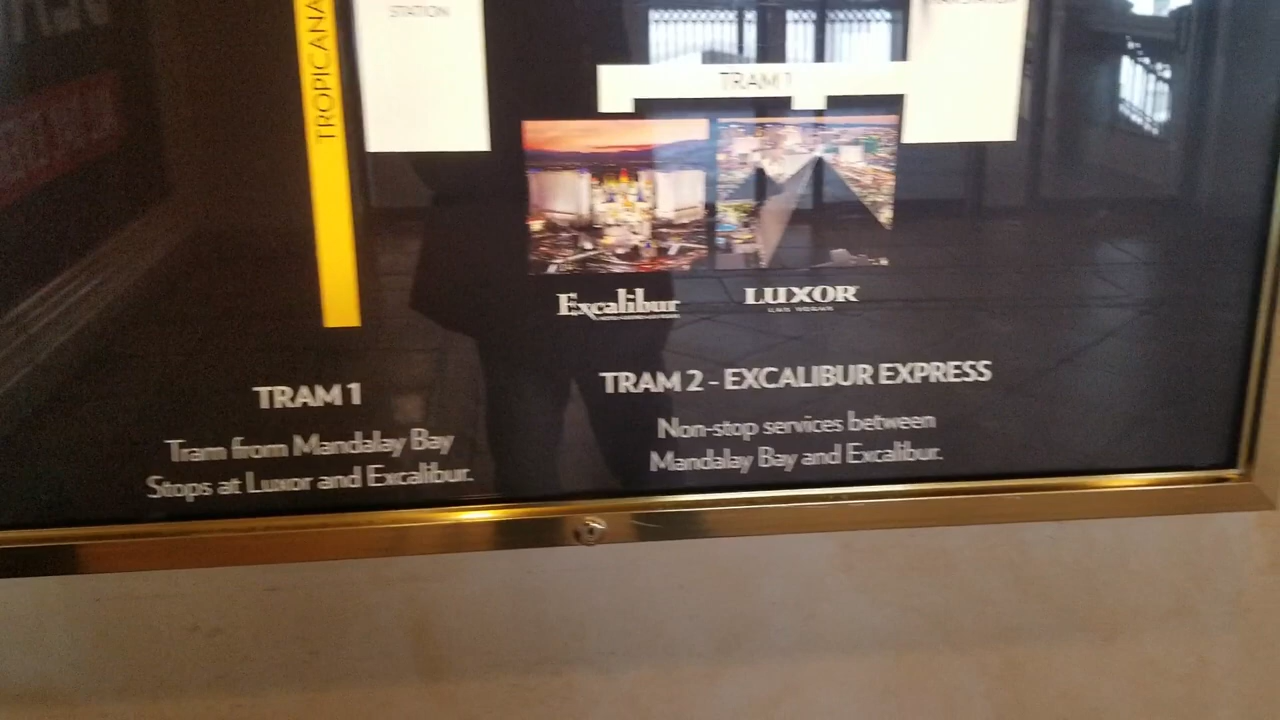 TROPICANA
STATION
TRAM 1
Excalibur
LUXOR
TRAM 1
Tram from Mandalay Bay
Stops at Luxor and Excalibur.
TRAM 2 - EXCALIBUR EXPRESS
Non-stop services between
Mandalay Bay and Excalibur.